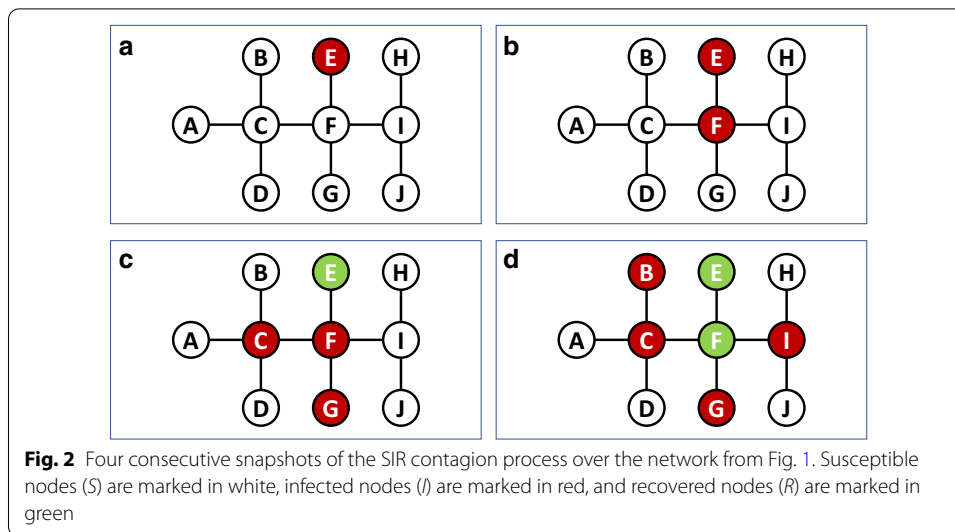 a
B E H
A C F I
D G J
b
B E H
A C F I
D G J
c
B E H
A C F I
D G J
d
B E H
A C F I
D G J
Fig. 2 Four consecutive snapshots of the SIR contagion process over the network from Fig. 1. Susceptible
nodes (S) are marked in white, infected nodes (I) are marked in red, and recovered nodes (R) are marked in
green